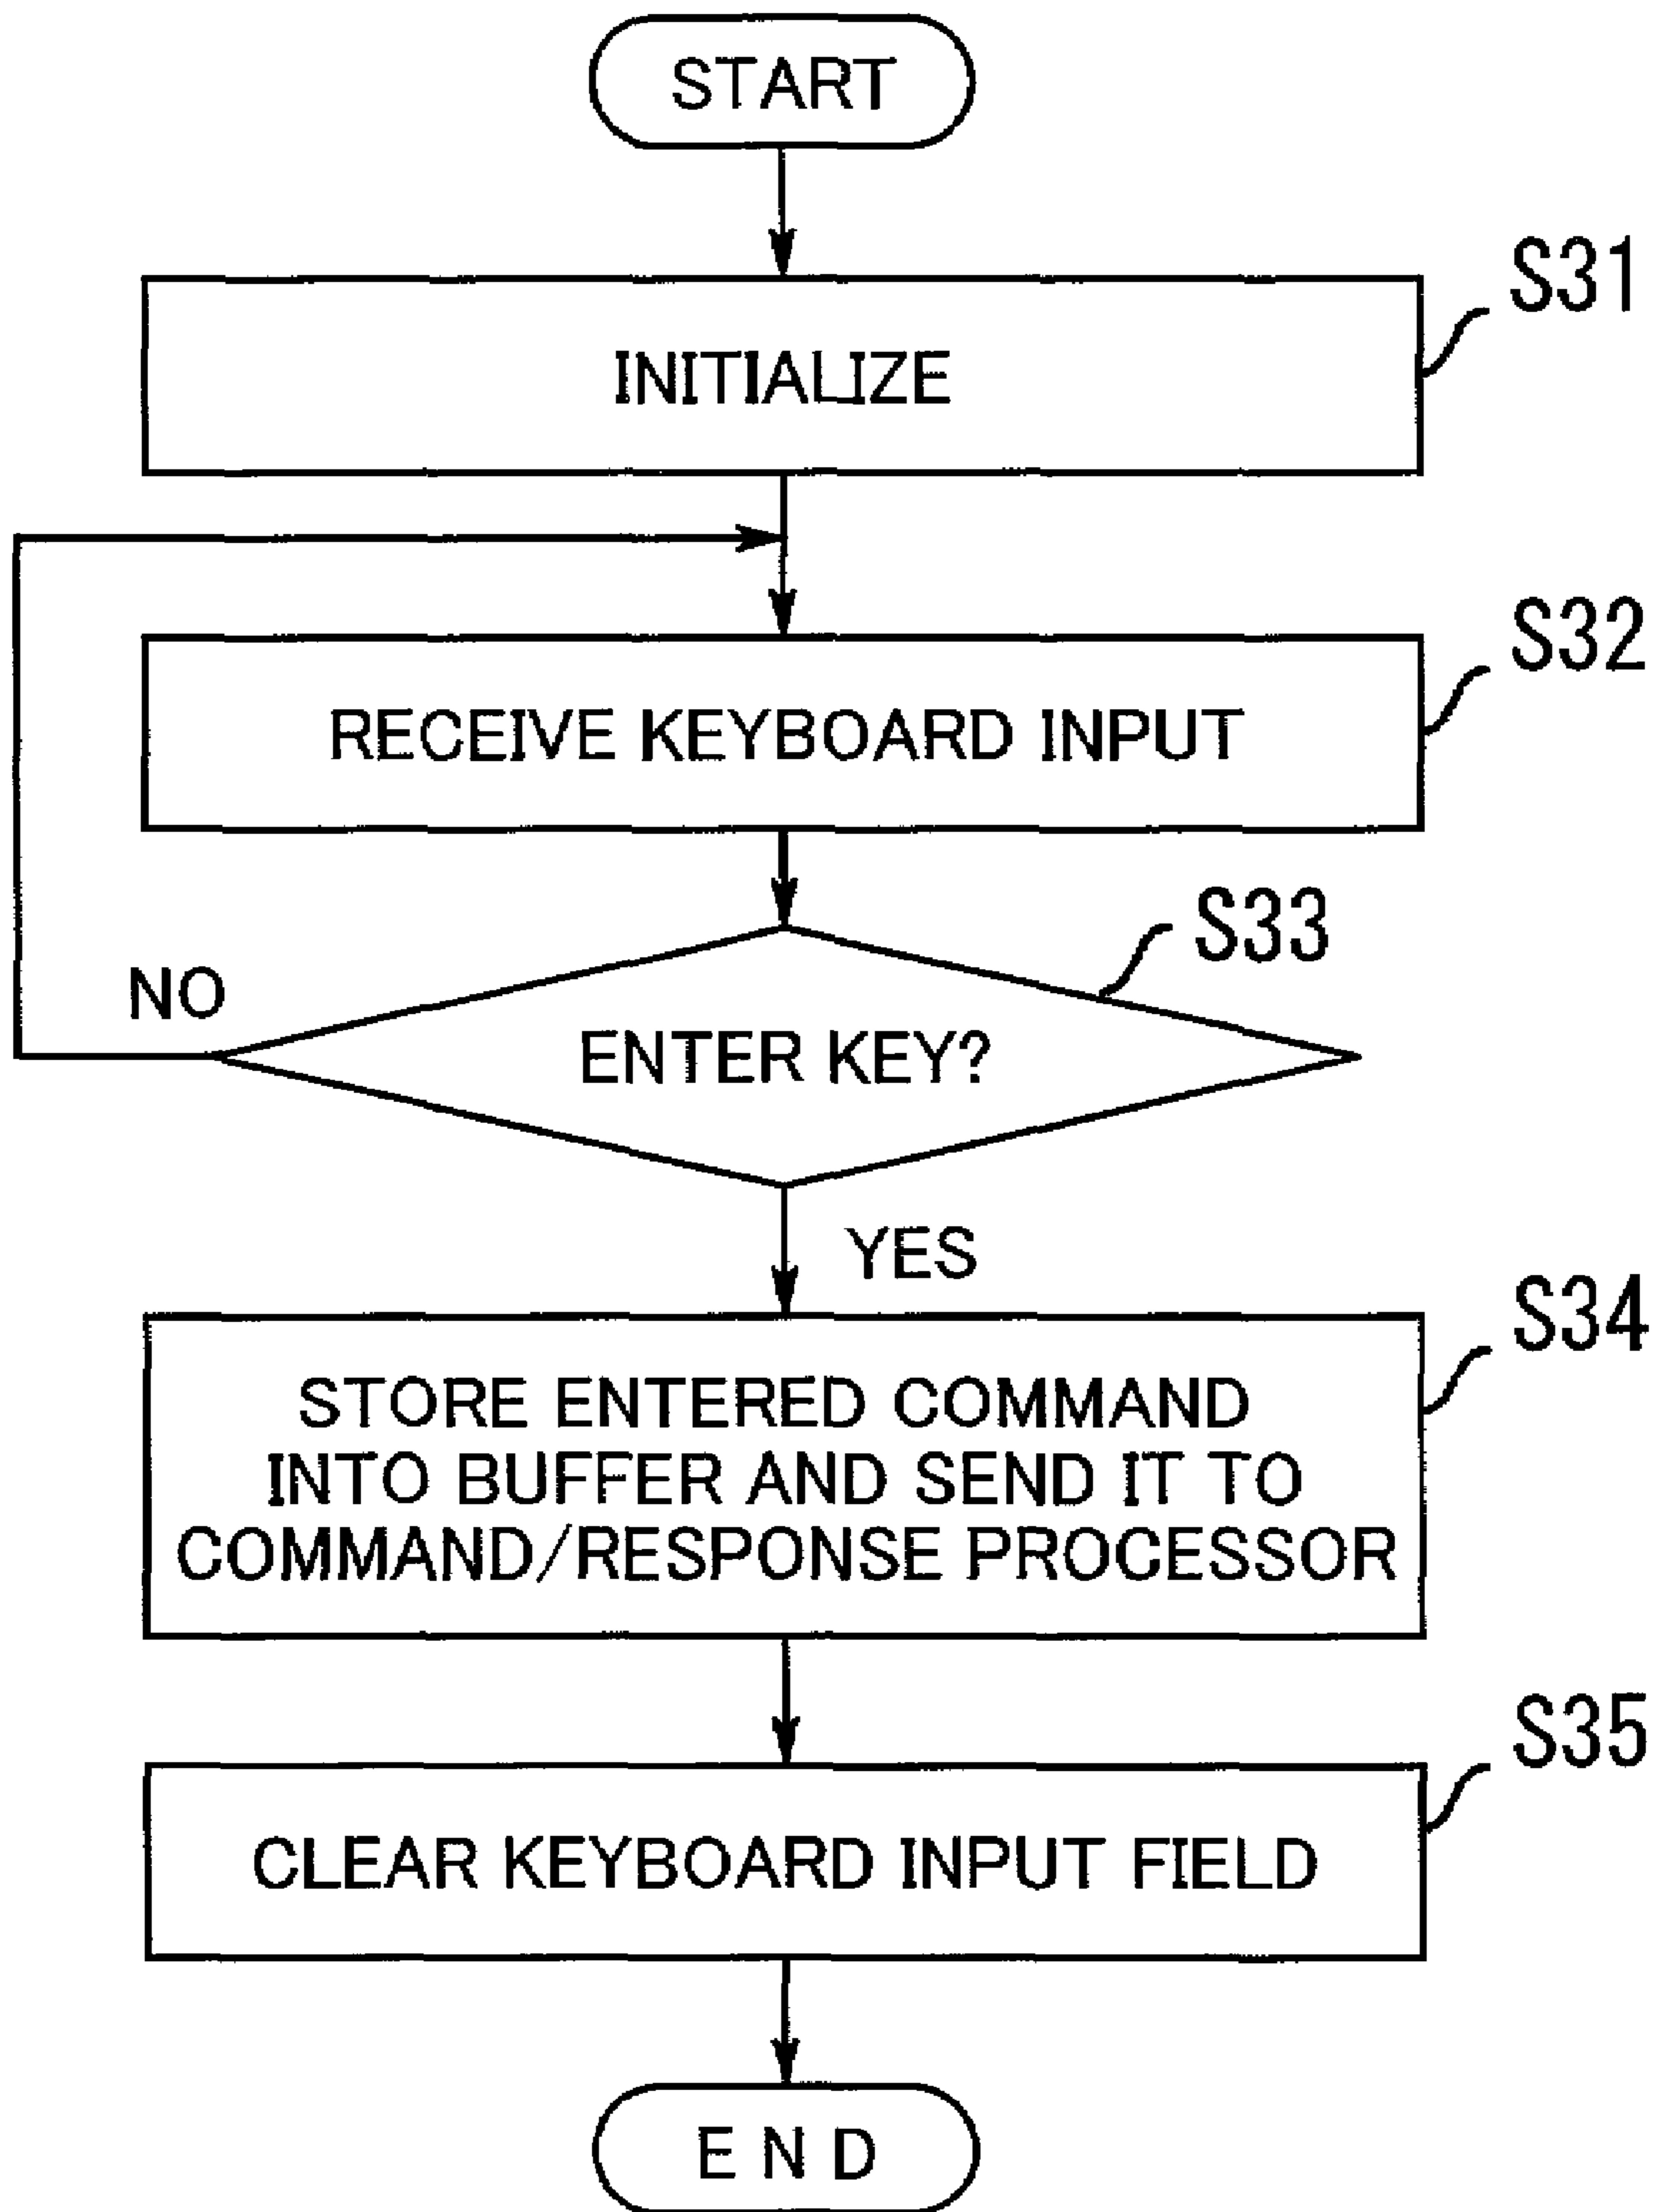 START
S31
INITIALIZE
S32
RECEIVE KEYBOARD INPUT
S33
NO
ENTER KEY?
YES
S34
STORE ENTERED COMMAND
INTO BUFFER AND SEND IT TO
COMMAND/RESPONSE PROCESSOR
S35
CLEAR KEYBOARD INPUT FIELD
END